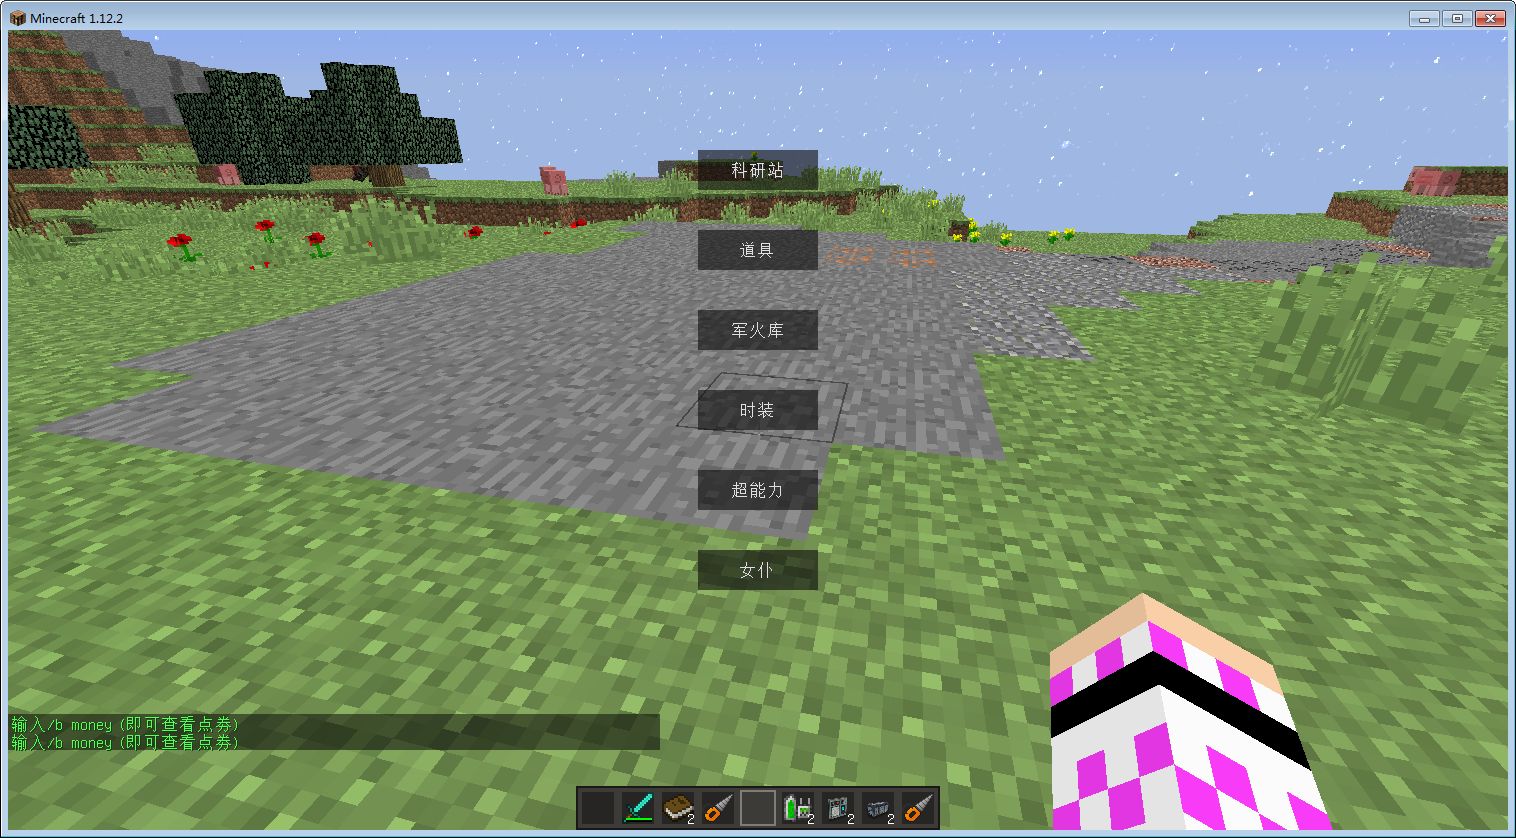 Minecraft 1.12.2
科研站
道具
军火库
时装
超能力
女仆
输入/b money (即可查看点券)
输入/b money (即可查看点券)
2
2
2
2